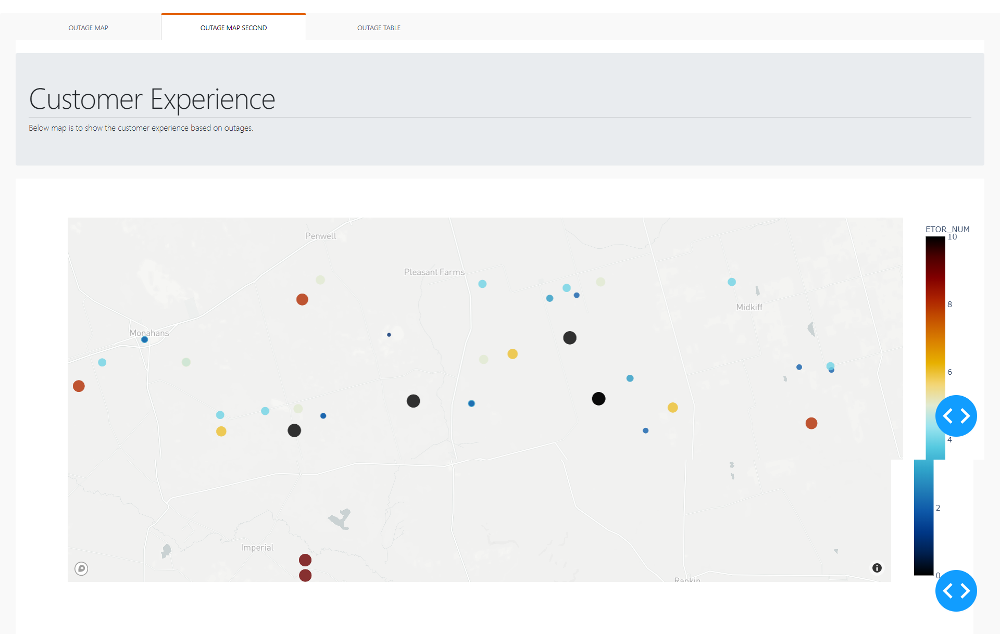 OUTAGE MAP
OUTAGE MAP SECOND
OUTAGE TABLE
Customer Experience
Below map is to show the customer experience based on outages.
Penwell
Pleasant Farms
Midkiff
Monahans
Imperial
Rankin
ETOR_NUM
10
8
6
4
2
0